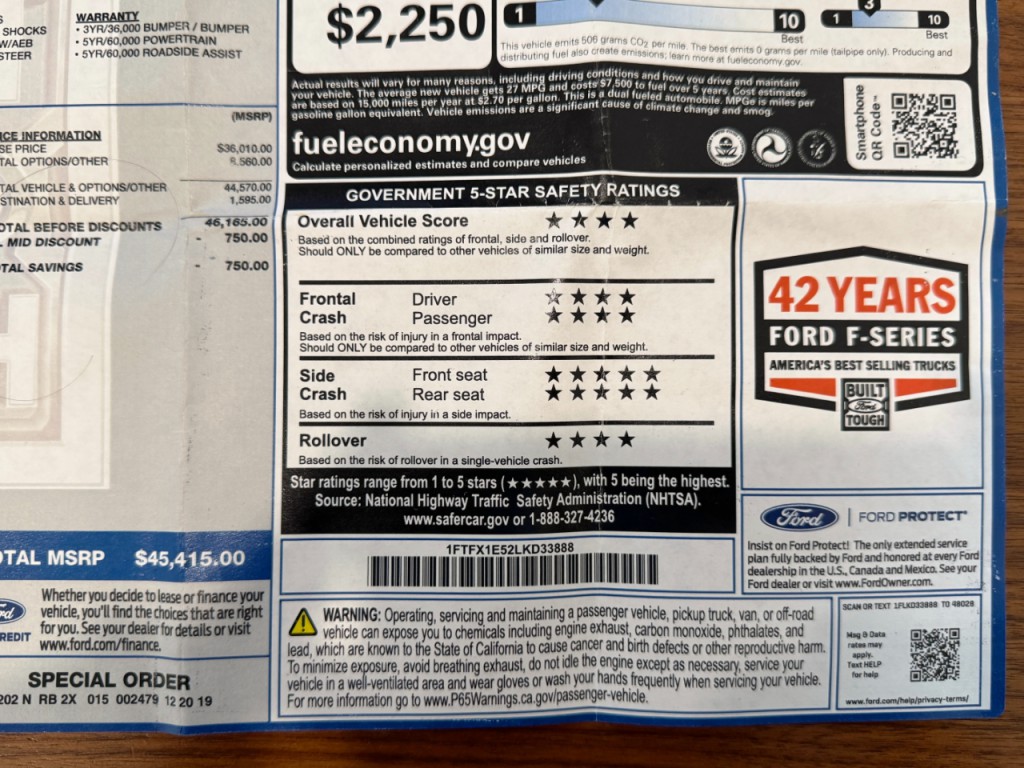 WARRANTY
SHOCKS
W/AEB
STEER
• 3YR/36,000 BUMPER / BUMPER
• 5YR/60,000 POWERTRAIN
• 5YR/60,000 ROADSIDE ASSIST
(MSRP)
ICE INFORMATION
SE PRICE $36,010.00
TAL OPTIONS/OTHER 8,560.00
TAL VEHICLE & OPTIONS/OTHER 44,570.00
STINATION & DELIVERY 1,595.00
OTAL BEFORE DISCOUNTS 46,165.00
MID DISCOUNT - 750.00
TAL SAVINGS - 750.00
OTAL MSRP $45,415.00
Ford
CREDIT
Whether you decide to lease or finance your
vehicle, you'll find the choices that are right
for you. See your dealer for details or visit
www.ford.com/finance.
SPECIAL ORDER
202 N RB 2X 015 002479 12 20 19
$2,250
1
10
Best
1
3
10
Best
This vehicle emits 506 grams CO2 per mile. The best emits 0 grams per mile (tailpipe only). Producing and
distributing fuel also create emissions; learn more at fueleconomy.gov.
Actual results will vary for many reasons, including driving conditions and how you drive and maintain
your vehicle. The average new vehicle gets 27 MPG and costs $7,500 to fuel over 5 years. Cost estimates
are based on 15,000 miles per year at $2.70 per gallon. This is a dual fueled automobile. MPGe is miles per
gasoline gallon equivalent. Vehicle emissions are a significant cause of climate change and smog.
fueleconomy.gov
Calculate personalized estimates and compare vehicles
Smartphone
QR Code™
GOVERNMENT 5-STAR SAFETY RATINGS
Overall Vehicle Score ★ ★ ★ ★
Based on the combined ratings of frontal, side and rollover.
Should ONLY be compared to other vehicles of similar size and weight.
Frontal Driver ★ ★ ★ ★
Crash Passenger ★ ★ ★ ★
Based on the risk of injury in a frontal impact.
Should ONLY be compared to other vehicles of similar size and weight.
Side Front seat ★ ★ ★ ★ ★
Crash Rear seat ★ ★ ★ ★ ★
Based on the risk of injury in a side impact.
Rollover ★ ★ ★ ★
Based on the risk of rollover in a single-vehicle crash.
Star ratings range from 1 to 5 stars (★★★★★), with 5 being the highest.
Source: National Highway Traffic Safety Administration (NHTSA).
www.safercar.gov or 1-888-327-4236
1FTFX1E52LKD33888
WARNING: Operating, servicing and maintaining a passenger vehicle, pickup truck, van, or off-road
vehicle can expose you to chemicals including engine exhaust, carbon monoxide, phthalates, and
lead, which are known to the State of California to cause cancer and birth defects or other reproductive harm.
To minimize exposure, avoid breathing exhaust, do not idle the engine except as necessary, service your
vehicle in a well-ventilated area and wear gloves or wash your hands frequently when servicing your vehicle.
For more information go to www.P65Warnings.ca.gov/passenger-vehicle.
42 YEARS
FORD F-SERIES
AMERICA'S BEST SELLING TRUCKS
BUILT
Ford
TOUGH
Ford FORD PROTECT
Insist on Ford Protect! The only extended service
plan fully backed by Ford and honored at every Ford
dealership in the U.S., Canada and Mexico. See your
Ford dealer or visit www.FordOwner.com.
SCAN OR TEXT 1FLKD33888 TO 48028
Msg & Data
rates may
apply.
Text HELP
for help
www.ford.com/help/privacy-terms/